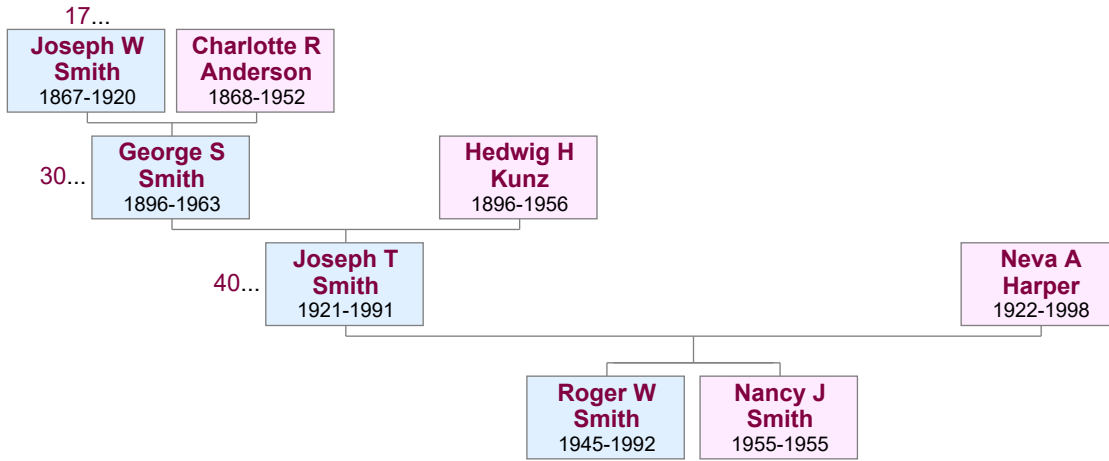 17...
Joseph W
Smith
1867-1920
Charlotte R
Anderson
1868-1952
30...
George S
Smith
1896-1963
Hedwig H
Kunz
1896-1956
40...
Joseph T
Smith
1921-1991
Neva A
Harper
1922-1998
Roger W
Smith
1945-1992
Nancy J
Smith
1955-1955